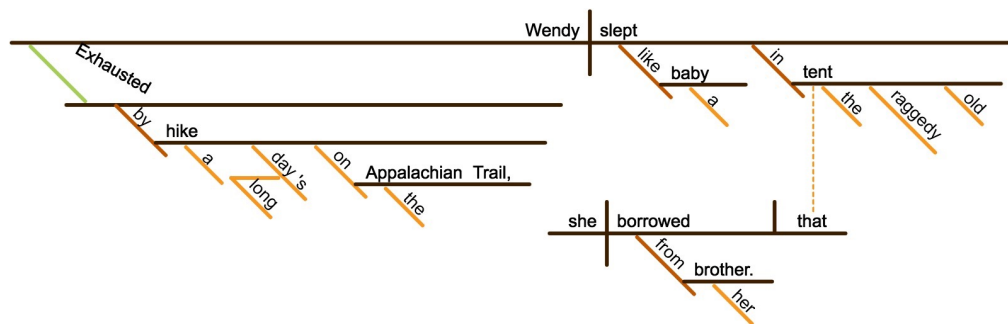 Wendy slept
Exhausted like baby a in tent the raggedy old
by hike a long day 's on Appalachian Trail, the
she borrowed that
from brother. her